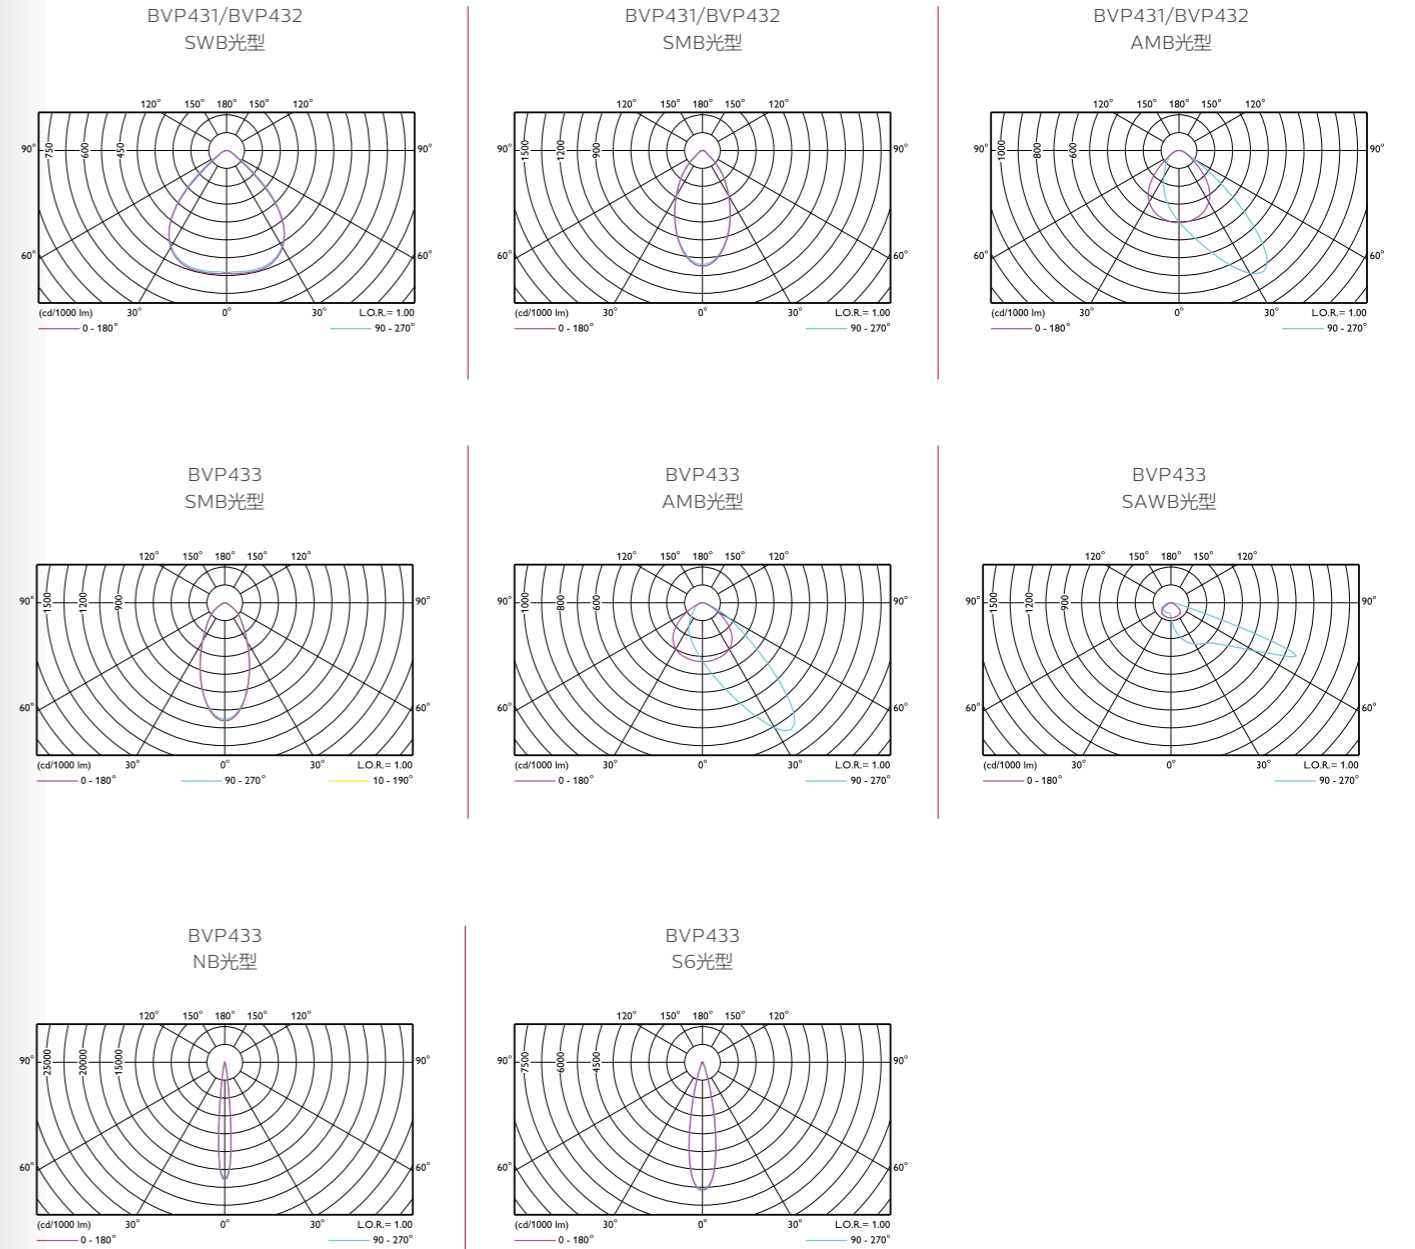 BVP431/BVP432
SWB光型
120° 150° 180° 150° 120°
90° 750 600 450 90°
60° 60°
(cd/1000 lm) 30° 0° 30° L.O.R.= 1.00
0 - 180° 90 - 270°
BVP431/BVP432
SMB光型
120° 150° 180° 150° 120°
90° 1500 1200 900 90°
60° 60°
(cd/1000 lm) 30° 0° 30° L.O.R.= 1.00
0 - 180° 90 - 270°
BVP431/BVP432
AMB光型
120° 150° 180° 150° 120°
90° 1000 800 600 90°
60° 60°
(cd/1000 lm) 30° 0° 30° L.O.R.= 1.00
0 - 180° 90 - 270°
BVP433
SMB光型
120° 150° 180° 150° 120°
90° 1500 1200 900 90°
60° 60°
(cd/1000 lm) 30° 0° 30° L.O.R.= 1.00
0 - 180° 90 - 270° 10 - 190°
BVP433
AMB光型
120° 150° 180° 150° 120°
90° 1000 800 600 90°
60° 60°
(cd/1000 lm) 30° 0° 30° L.O.R.= 1.00
0 - 180° 90 - 270°
BVP433
SAWB光型
120° 150° 180° 150° 120°
90° 1500 1200 900 90°
60° 60°
(cd/1000 lm) 30° 0° 30° L.O.R.= 1.00
0 - 180° 90 - 270°
BVP433
NB光型
120° 150° 180° 150° 120°
90° 25000 20000 15000 90°
60° 60°
(cd/1000 lm) 30° 0° 30° L.O.R.= 1.00
0 - 180° 90 - 270°
BVP433
S6光型
120° 150° 180° 150° 120°
90° 7500 6000 4500 90°
60° 60°
(cd/1000 lm) 30° 0° 30° L.O.R.= 1.00
0 - 180° 90 - 270°